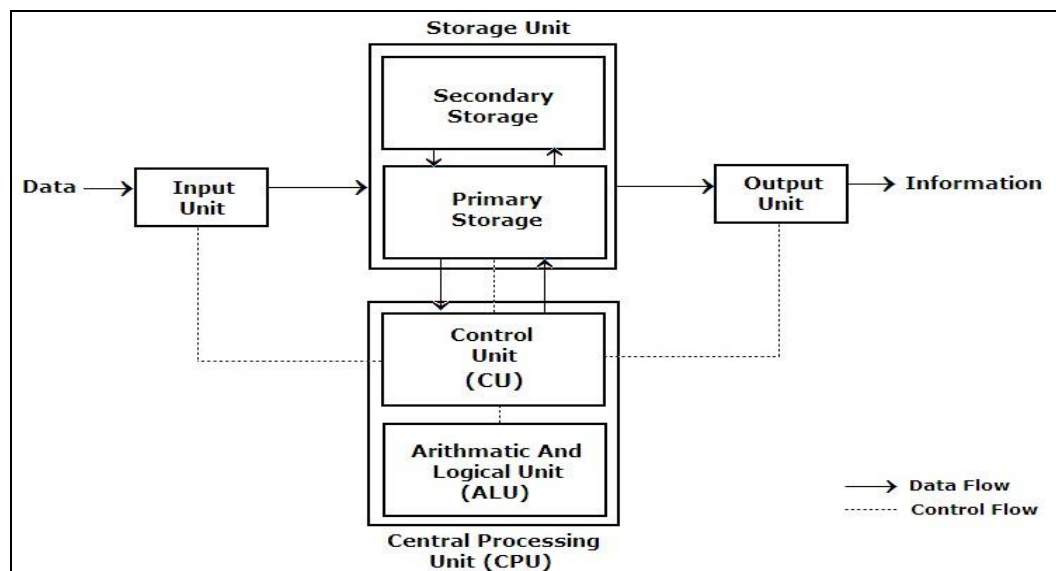 Storage Unit
Secondary
Storage
Data
Input
Unit
Primary
Storage
Output
Unit
Information
Control
Unit
(CU)
Arithmatic And
Logical Unit
(ALU)
Data Flow
Control Flow
Central Processing
Unit (CPU)